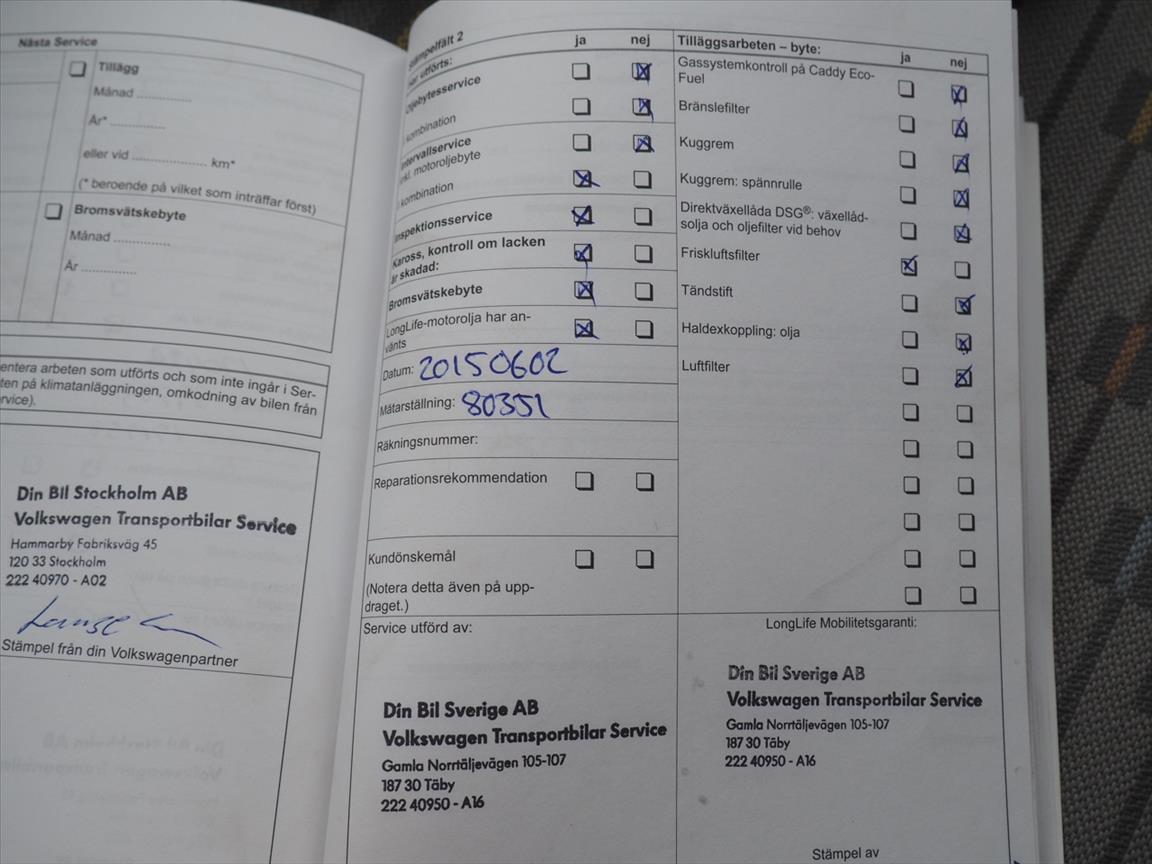 Nästa Service
Tillägg
Månad ..............
År* ..............
eller vid ................... km*
(* beroende på vilket som inträffar först)
Bromsvätskebyte
Månad ..............
År ..............
entera arbeten som utförts och som inte ingår i Ser-
ten på klimatanläggningen, omkodning av bilen från
rvice).
Din Bil Stockholm AB
Volkswagen Transportbilar Service
Hammarby Fabriksväg 45
120 33 Stockholm
222 40970 - A02
Stämpel från din Volkswagenpartner
Stämpelfält 2
ja nej
har utförts:
Oljebytesservice
kombination
Intervallservice
inkl. motoroljebyte
kombination
Inspektionsservice
Kaross, kontroll om lacken
är skadad:
Bromsvätskebyte
LongLife-motorolja har an-
vänts
Datum: 20150602
Mätarställning: 80351
Räkningsnummer:
Reparationsrekommendation
Kundönskemål
(Notera detta även på upp-
draget.)
Service utförd av:
Din Bil Sverige AB
Volkswagen Transportbilar Service
Gamla Norrtäljevägen 105-107
187 30 Täby
222 40950 - A16
Tilläggsarbeten – byte:
ja nej
Gassystemkontroll på Caddy Eco-
Fuel
Bränslefilter
Kuggrem
Kuggrem: spännrulle
Direktväxellåda DSG®: växellåd-
solja och oljefilter vid behov
Friskluftsfilter
Tändstift
Haldexkoppling: olja
Luftfilter
LongLife Mobilitetsgaranti:
Din Bil Sverige AB
Volkswagen Transportbilar Service
Gamla Norrtäljevägen 105-107
187 30 Täby
222 40950 - A16
Stämpel av